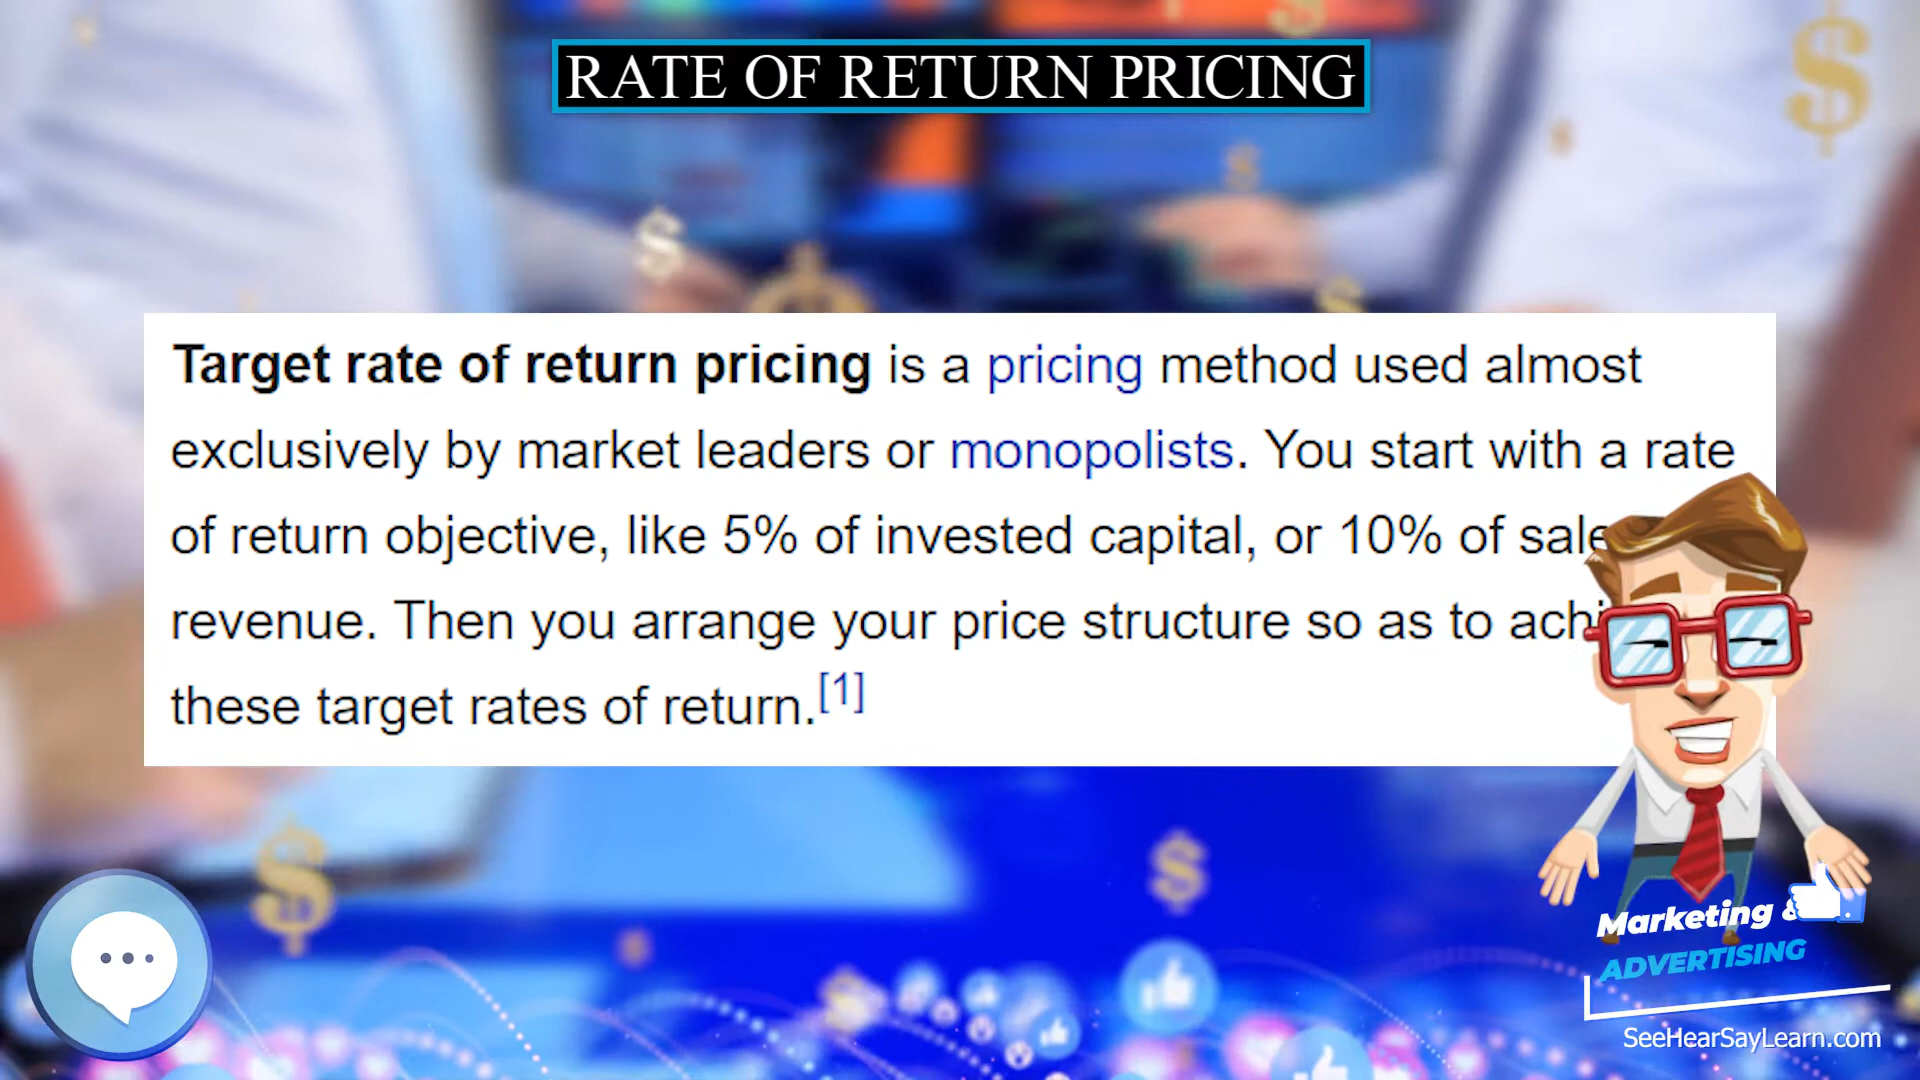 RATE OF RETURN PRICING
Target rate of return pricing is a pricing method used almost
exclusively by market leaders or monopolists. You start with a rate
of return objective, like 5% of invested capital, or 10% of sale
revenue. Then you arrange your price structure so as to achi
these target rates of return.[1]
Marketing &
ADVERTISING
SeeHearSayLearn.com